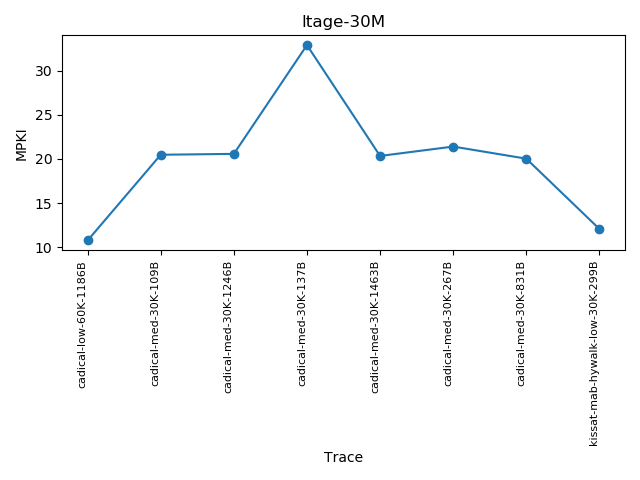 ltage-30M
MPKI
30
25
20
15
10
cadical-low-60K-1186B
cadical-med-30K-109B
cadical-med-30K-1246B
cadical-med-30K-137B
cadical-med-30K-1463B
cadical-med-30K-267B
cadical-med-30K-831B
kissat-mab-hywalk-low-30K-299B
Trace